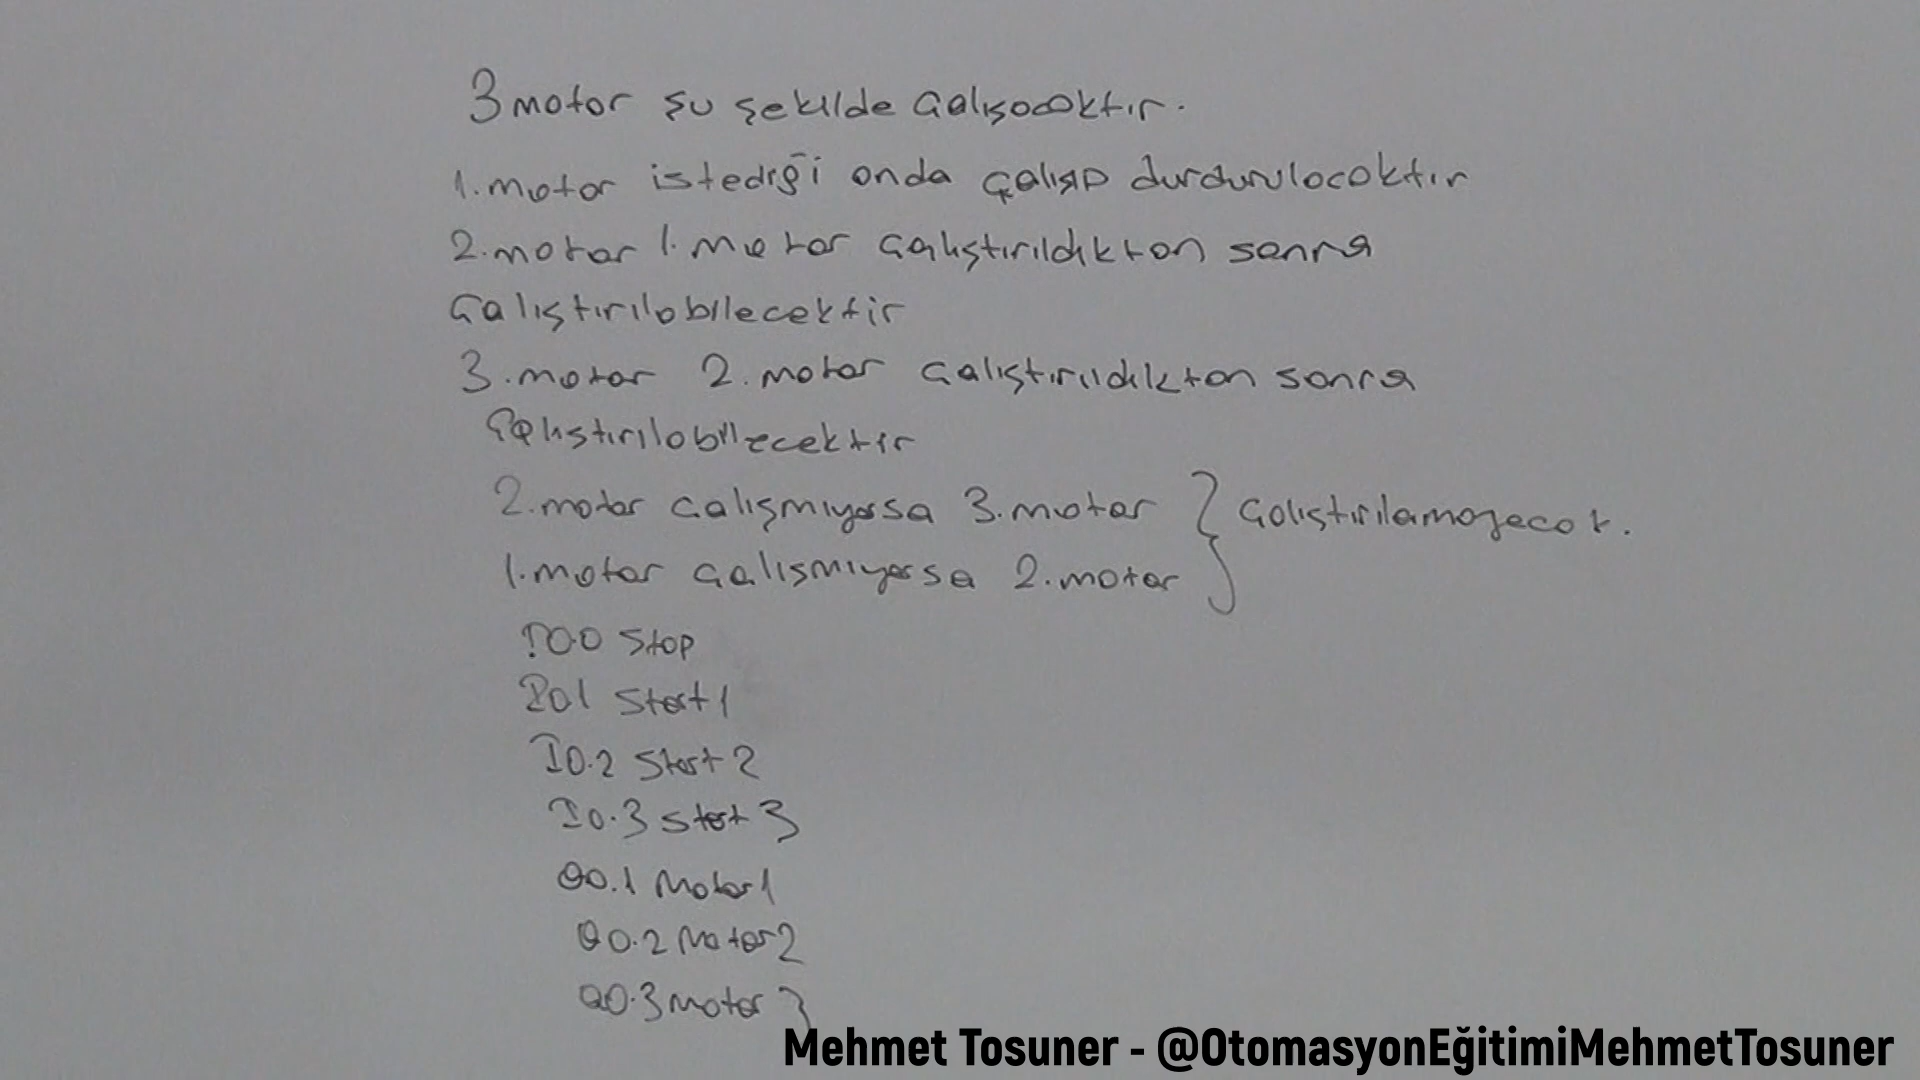 3 motor şu şekilde çalışacaktır.
1. motor istediği anda çalışıp durdurulacaktır
2. motor 1. motor çalıştırıldıktan sonra
çalıştırılabilecektir
3. motor 2. motor çalıştırıldıktan sonra
çalıştırılabilecektir
2. motor çalışmıyorsa 3. motor } çalıştırılamayacak.
1. motor çalışmıyorsa 2. motor
I0.0 Stop
I0.1 Start 1
I0.2 Start 2
I0.3 Start 3
Q0.1 Motor 1
Q0.2 Motor 2
Q0.3 Motor 3
Mehmet Tosuner - @OtomasyonEğitimiMehmetTosuner